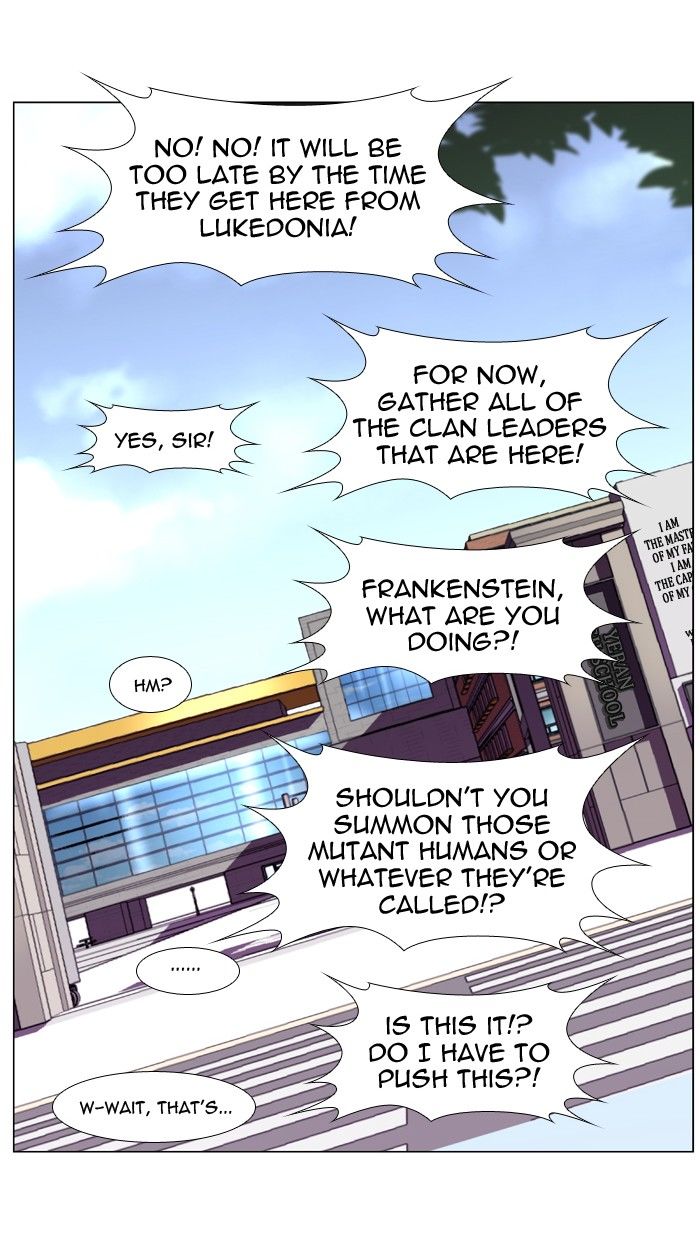 NO! NO! IT WILL BE
TOO LATE BY THE TIME
THEY GET HERE FROM
LUKEDONIA!
FOR NOW,
GATHER ALL OF
THE CLAN LEADERS
THAT ARE HERE!
YES, SIR!
I AM
THE MAST
OF MY FA
I AM
THE CAP
OF MY
FRANKENSTEIN,
WHAT ARE YOU
DOING?!
YERAN
SCHOOL
HM?
SHOULDN'T YOU
SUMMON THOSE
MUTANT HUMANS OR
WHATEVER THEY'RE
CALLED!?
......
IS THIS IT!?
DO I HAVE TO
PUSH THIS?!
W-WAIT, THAT'S...